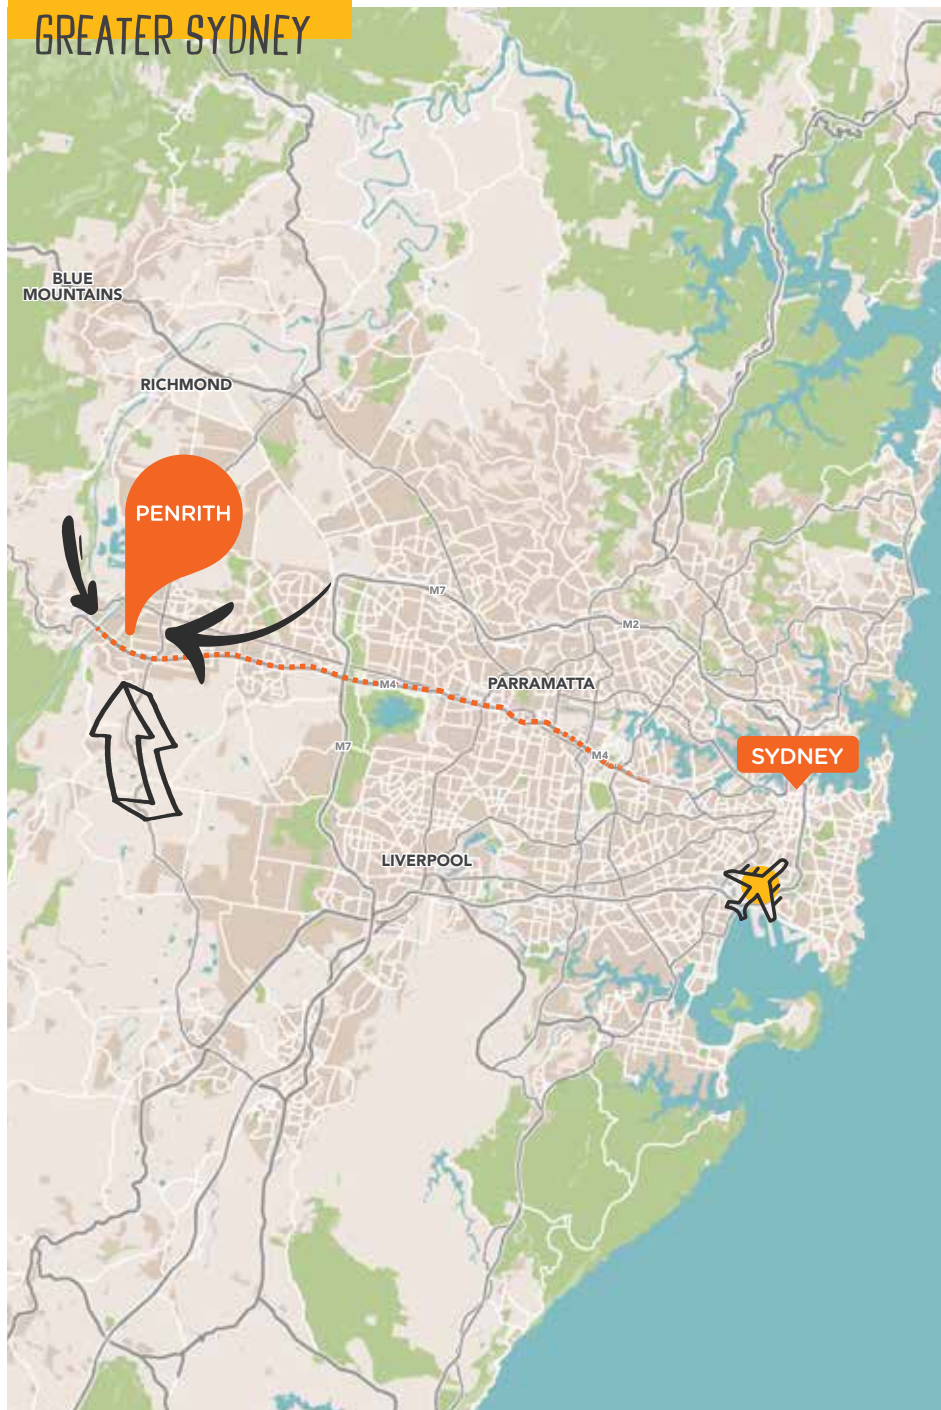 GREATER SYDNEY
BLUE
MOUNTAINS
RICHMOND
PENRITH
M7
M2
M4
PARRAMATTA
M7
M4
SYDNEY
LIVERPOOL